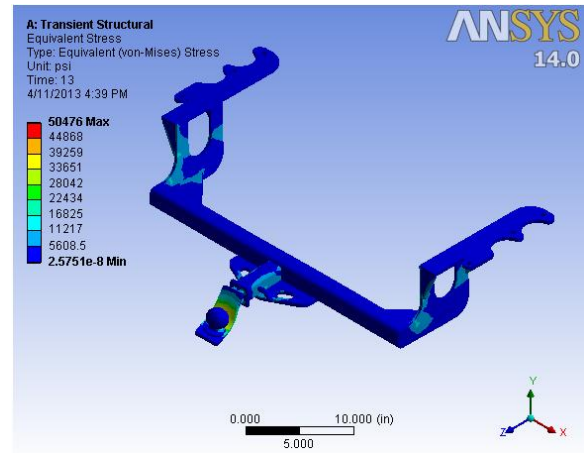 A: Transient Structural
Equivalent Stress
Type: Equivalent (von-Mises) Stress
Unit: psi
Time: 13
4/11/2013 4:39 PM
50476 Max
44868
39259
33651
28042
22434
16825
11217
5608.5
2.5751e-8 Min
ANSYS
14.0
0.000
10.000 (in)
5.000
Y
Z
X